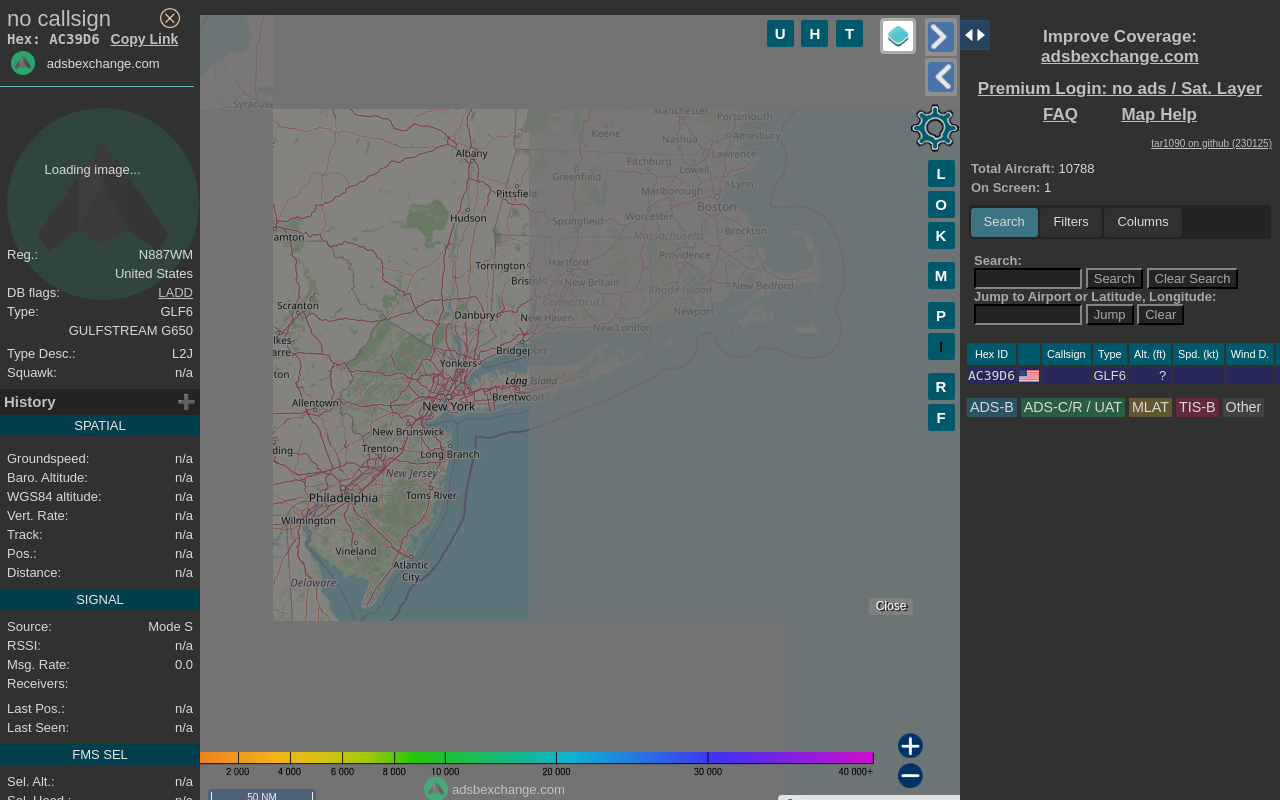 no callsign
Hex: AC39D6 Copy Link
adsbexchange.com
Loading image...
Reg.: N887WM
United States
DB flags: LADD
Type: GLF6
GULFSTREAM G650
Type Desc.: L2J
Squawk: n/a
History
SPATIAL
Groundspeed: n/a
Baro. Altitude: n/a
WGS84 altitude: n/a
Vert. Rate: n/a
Track: n/a
Pos.: n/a
Distance: n/a
SIGNAL
Source: Mode S
RSSI: n/a
Msg. Rate: 0.0
Receivers:
Last Pos.: n/a
Last Seen: n/a
FMS SEL
Sel. Alt.: n/a
Sel. Head.: n/a
U H T
L
O
K
M
P
I
R
F
Syracuse
Manchester
Portsmouth
Keene
Nashua
Amesbury
Albany
Fitchburg
Lawrence
Lowell
Greenfield
Lynn
Pittsfield
Marlborough
Boston
Hudson
Springfield
Worcester
Brockton
amton
Massachusetts
Providence
Torrington
Hartford
Bristol
New Britain
New Bedford
Rhode Island
Scranton
Connecticut
Danbury
New Haven
Newport
New London
lkes-
arre
Bridgeport
Yonkers
ton
Long Island
Allentown
New York
Brentwood
New Brunswick
ding
Trenton
Long Branch
New Jersey
Philadelphia
Toms River
Wilmington
Vineland
Atlantic
City
Delaware
Close
2 000 4 000 6 000 8 000 10 000 20 000 30 000 40 000+
adsbexchange.com
50 NM
Improve Coverage:
adsbexchange.com
Premium Login: no ads / Sat. Layer
FAQ Map Help
tar1090 on github (230125)
Total Aircraft: 10788
On Screen: 1
Search Filters Columns
Search:
Search Clear Search
Jump to Airport or Latitude, Longitude:
Jump Clear
Hex ID Callsign Type Alt. (ft) Spd. (kt) Wind D.
AC39D6 GLF6 ?
ADS-B ADS-C/R / UAT MLAT TIS-B Other